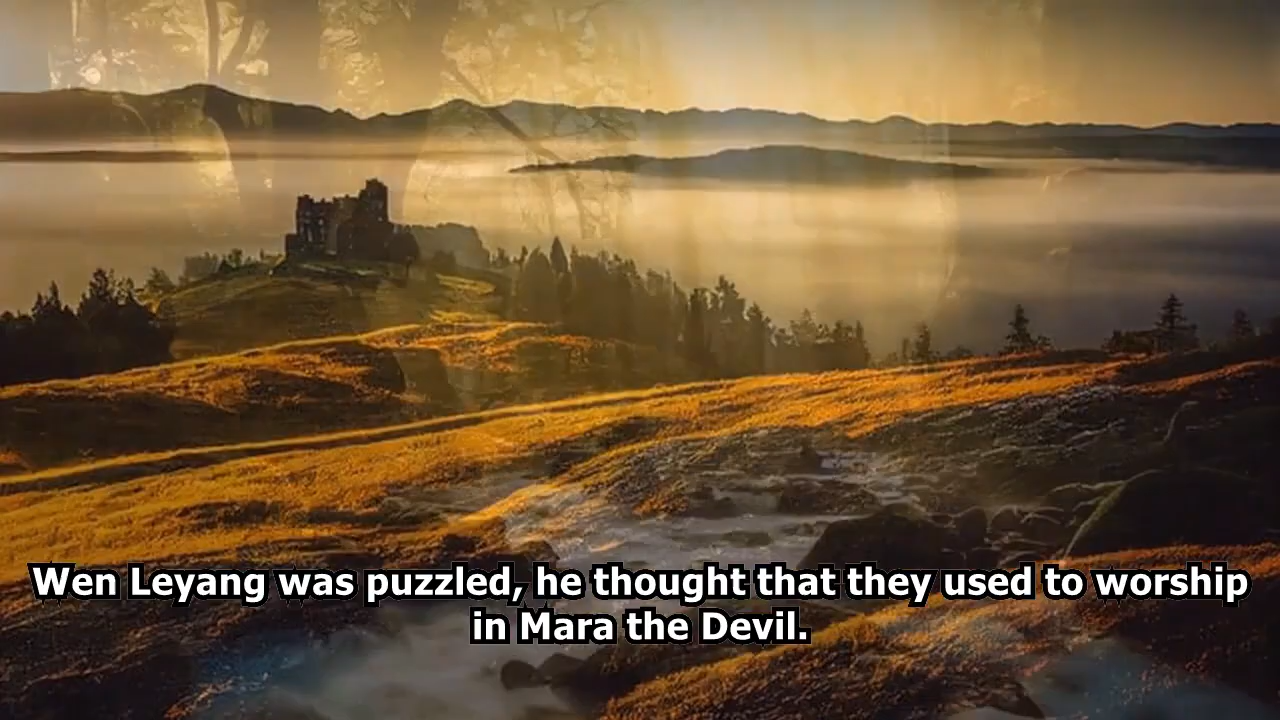 Wen Leyang was puzzled, he thought that they used to worship
in Mara the Devil.